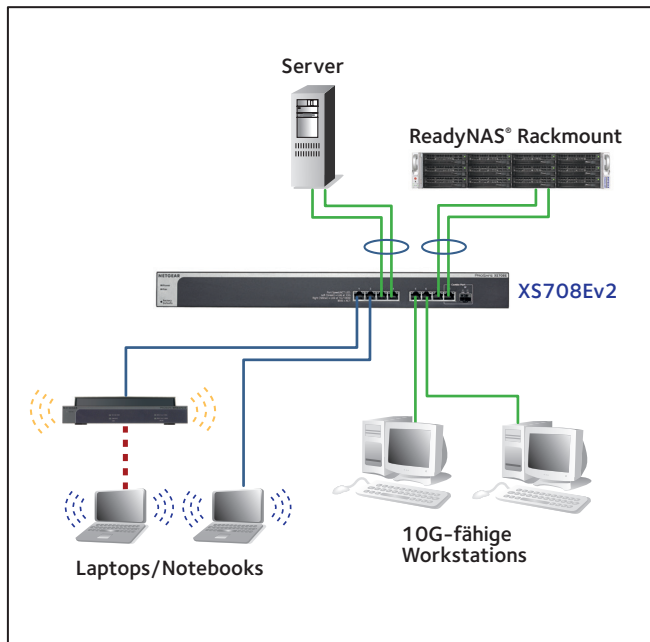 Server
ReadyNAS® Rackmount
NETGEAR
XS708Ev2
10G-fähige
Workstations
Laptops/Notebooks